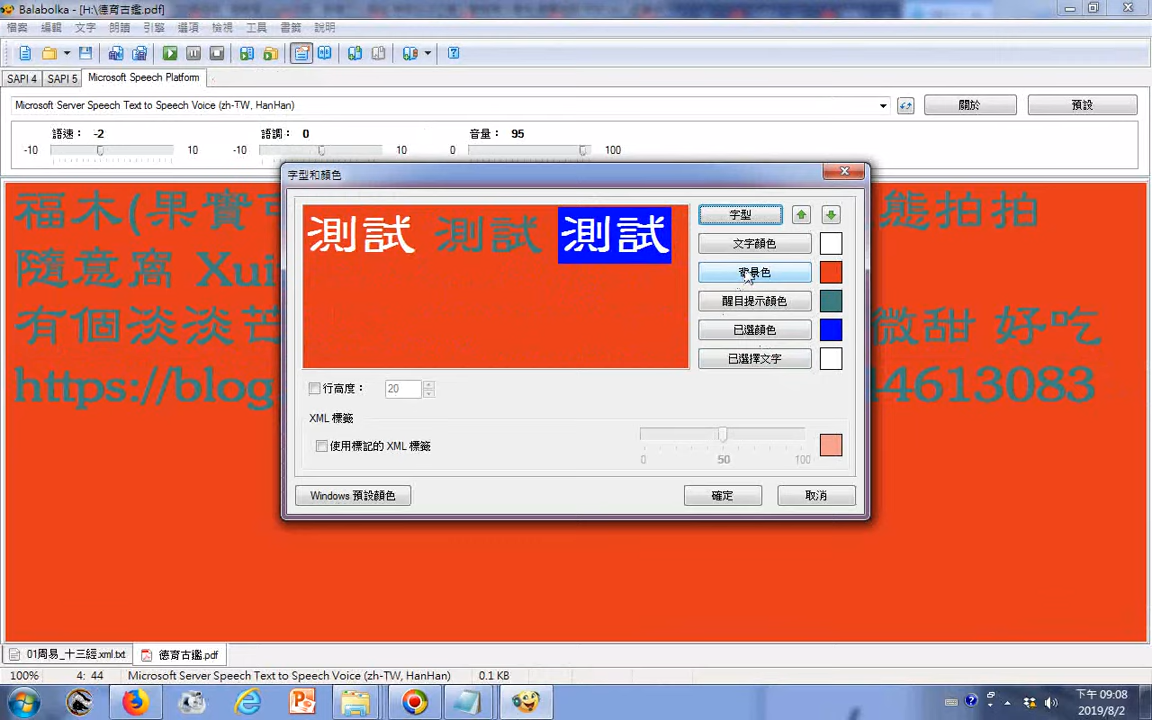 Balabolka - [H:\德育古鑑.pdf]
檔案 編輯 文字 朗讀 引擎 選項 檢視 工具 書籤 說明
SAPI 4 SAPI 5 Microsoft Speech Platform
Microsoft Server Speech Text to Speech Voice (zh-TW, HanHan) 關於 預設
語速： -2 語調： 0 音量： 95
-10 10 -10 10 0 100
字型和顏色
福木(果實 態拍拍
隨意窩 Xui
有個淡淡芒 微甜 好吃
https://blog 44613083
測試 測試 測試
字型
文字顏色
背景色
醒目提示顏色
已選顏色
已選擇文字
行高度： 20
XML 標籤
使用標記的 XML 標籤
0 50 100
Windows 預設顏色 確定 取消
01周易_十三經.xml.txt 德育古鑑.pdf
100% 4: 44 Microsoft Server Speech Text to Speech Voice (zh-TW, HanHan) 0.1 KB
下午 09:08
2019/8/2